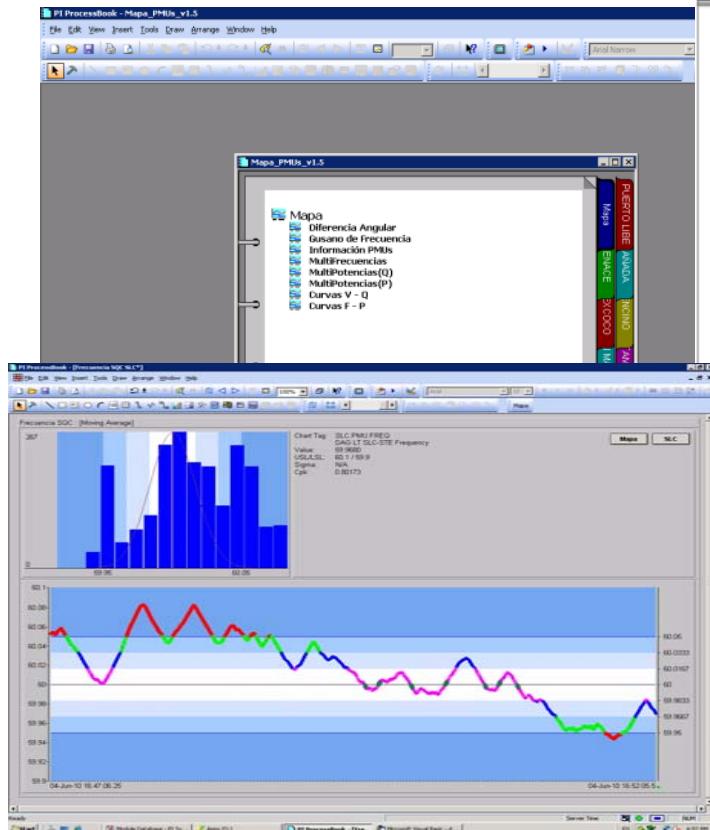 PI ProcessBook - Mapa_PMUs_v1.5
File Edit View Insert Tools Draw Arrange Window Help
Arial Narrow
Mapa_PMUs_v1.5
Mapa
Diferencia Angular
Gusano de Frecuencia
Información PMUs
MultiFrecuencias
MultiPotencias(Q)
MultiPotencias(P)
Curvas V - Q
Curvas F - P
Mapa
PUERTO LIBE
ENACE
AÑADA
EXCOCO
NCINO
PI ProcessBook - [Frecuencia SQC SLC*]
File Edit View Insert Tools Draw Arrange Window Help
100%
Mapa
Frecuencia SQC [Moving Average]
267
0
59.95 60.05
Chart Tag: SLC:PMU:FREQ
DAG LT SLC-STE Frequency
Value: 59.9680
USL/LSL: 60.1 / 59.9
Sigma: N/A
Cpk: 0.80173
Mapa SLC
60.1
60.08
60.06
60.04
60.02
60
59.98
59.96
59.94
59.92
59.9
60.05
60.0333
60.0167
60
59.9833
59.9667
59.95
04-Jun-10 16:47:06.25 04-Jun-10 16:52:05.5
Ready Server Time NUM
Start